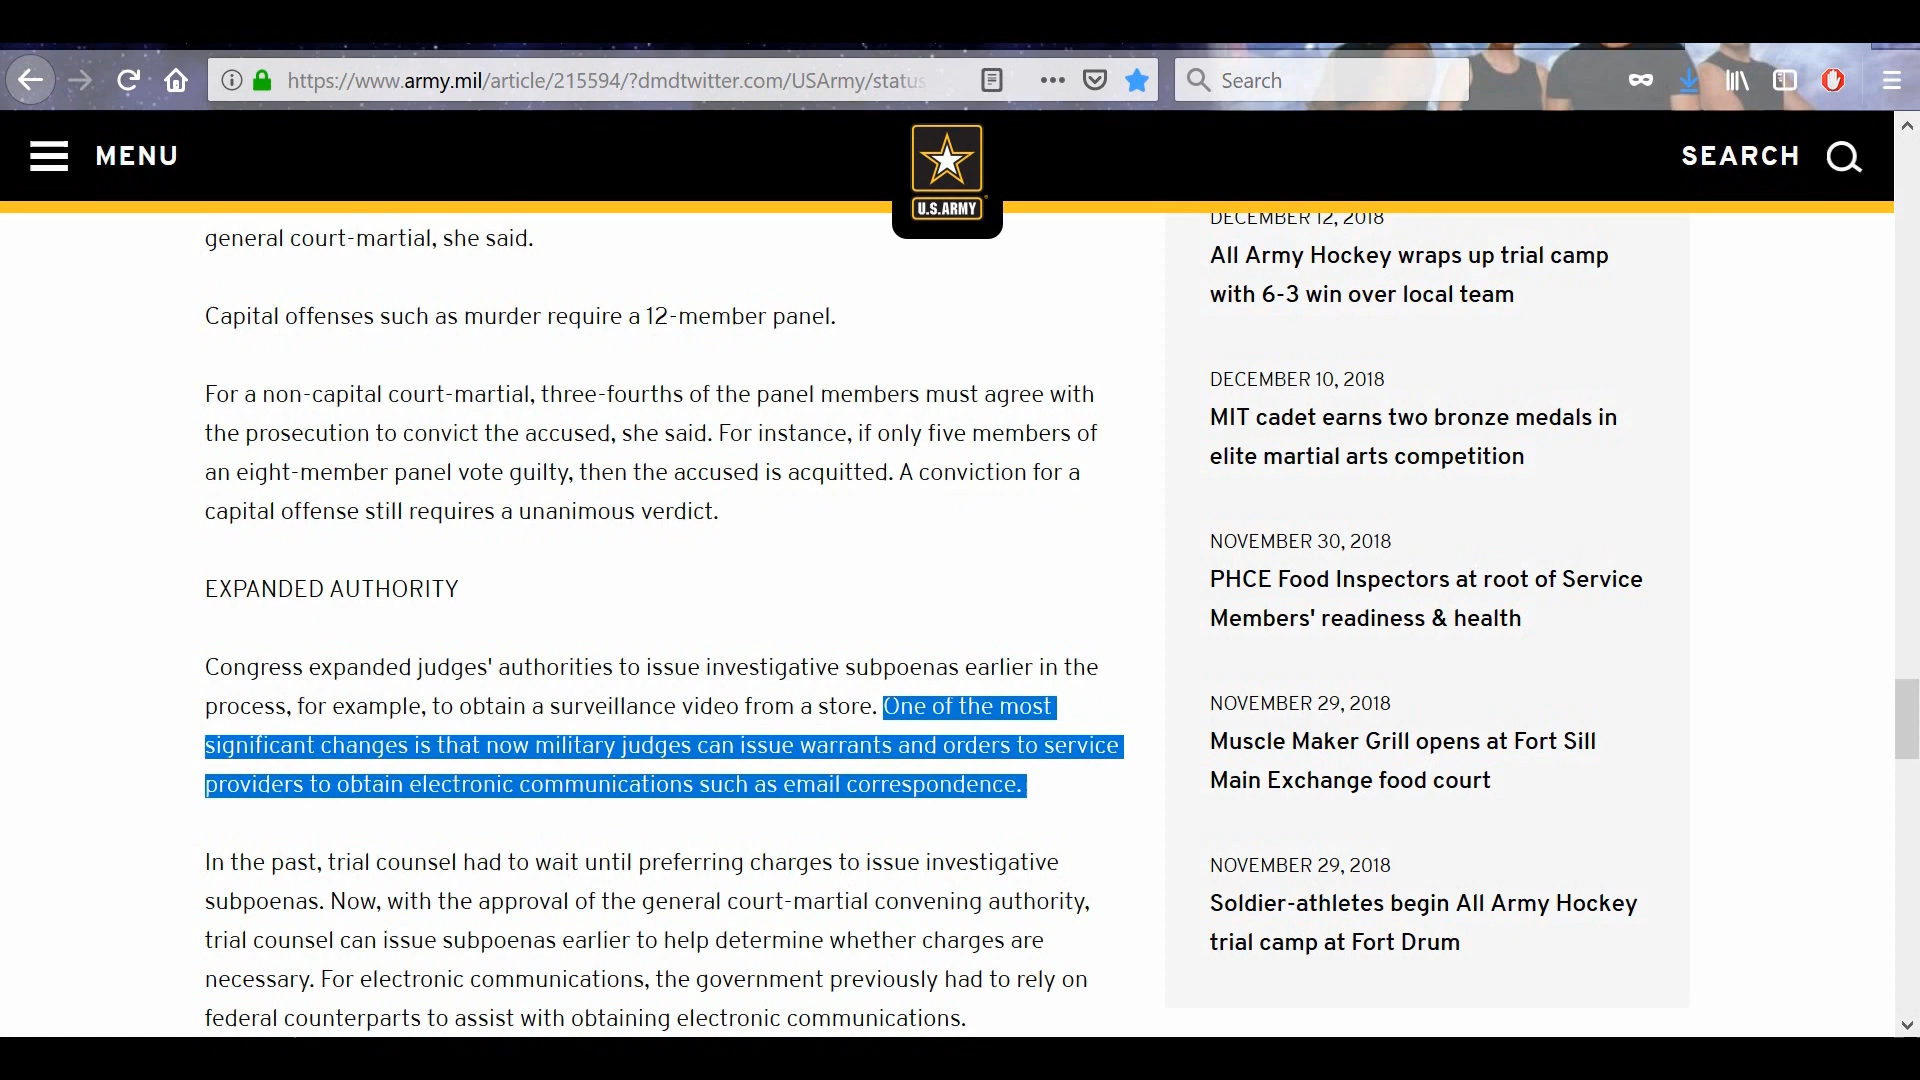 https://www.army.mil/article/215594/?dmdtwitter.com/USArmy/status
Search
MENU
U.S.ARMY
SEARCH
general court-martial, she said.
Capital offenses such as murder require a 12-member panel.
For a non-capital court-martial, three-fourths of the panel members must agree with
the prosecution to convict the accused, she said. For instance, if only five members of
an eight-member panel vote guilty, then the accused is acquitted. A conviction for a
capital offense still requires a unanimous verdict.
EXPANDED AUTHORITY
Congress expanded judges' authorities to issue investigative subpoenas earlier in the
process, for example, to obtain a surveillance video from a store. One of the most
significant changes is that now military judges can issue warrants and orders to service
providers to obtain electronic communications such as email correspondence.
In the past, trial counsel had to wait until preferring charges to issue investigative
subpoenas. Now, with the approval of the general court-martial convening authority,
trial counsel can issue subpoenas earlier to help determine whether charges are
necessary. For electronic communications, the government previously had to rely on
federal counterparts to assist with obtaining electronic communications.
DECEMBER 12, 2018
All Army Hockey wraps up trial camp
with 6-3 win over local team
DECEMBER 10, 2018
MIT cadet earns two bronze medals in
elite martial arts competition
NOVEMBER 30, 2018
PHCE Food Inspectors at root of Service
Members' readiness & health
NOVEMBER 29, 2018
Muscle Maker Grill opens at Fort Sill
Main Exchange food court
NOVEMBER 29, 2018
Soldier-athletes begin All Army Hockey
trial camp at Fort Drum